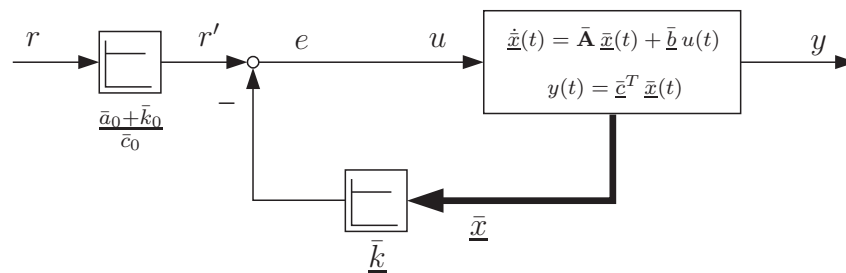 r
r′
e
u
ẋ̲̄(t) = Ā x̲̄(t) + b̲̄ u(t)
y(t) = c̲̄ᵀ x̲̄(t)
y
−
ā₀+k̄₀
c̄₀
k̲̄
x̲̄